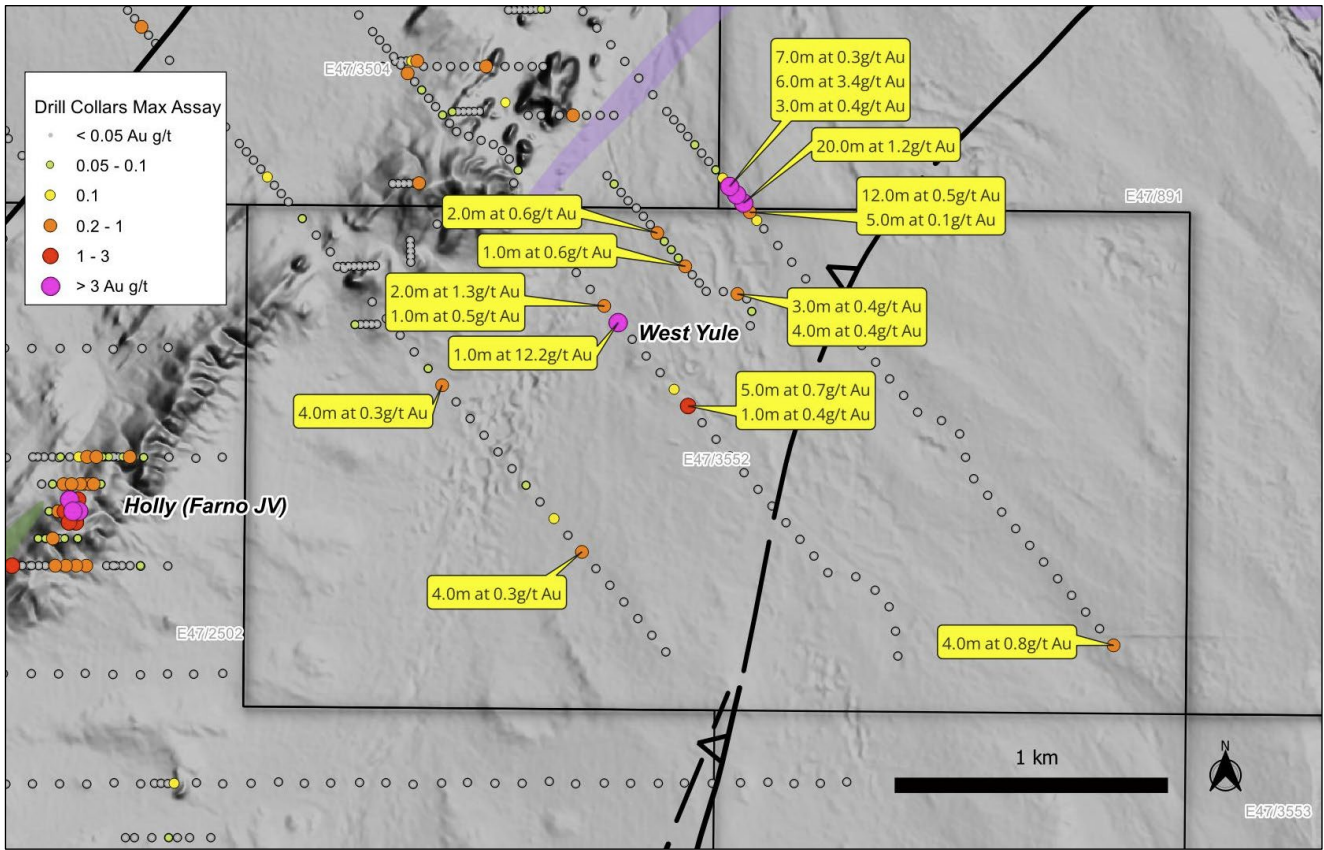 E47/3504
Drill Collars Max Assay
< 0.05 Au g/t
0.05 - 0.1
0.1
0.2 - 1
1 - 3
> 3 Au g/t
7.0m at 0.3g/t Au
6.0m at 3.4g/t Au
3.0m at 0.4g/t Au
20.0m at 1.2g/t Au
E47/891
12.0m at 0.5g/t Au
5.0m at 0.1g/t Au
2.0m at 0.6g/t Au
1.0m at 0.6g/t Au
2.0m at 1.3g/t Au
1.0m at 0.5g/t Au
3.0m at 0.4g/t Au
4.0m at 0.4g/t Au
West Yule
1.0m at 12.2g/t Au
4.0m at 0.3g/t Au
5.0m at 0.7g/t Au
1.0m at 0.4g/t Au
E47/3552
Holly (Farno JV)
4.0m at 0.3g/t Au
E47/2502
4.0m at 0.8g/t Au
1 km
N
E47/3553